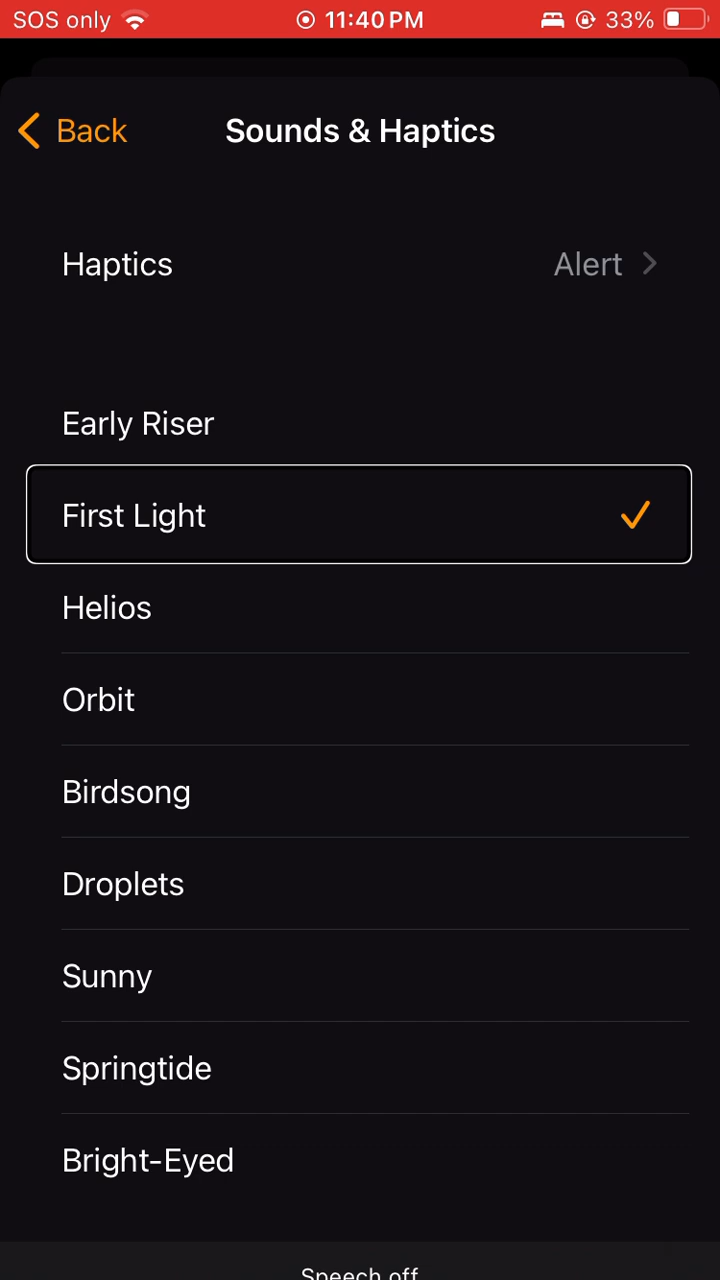 SOS only 11:40 PM 33%
Back Sounds & Haptics
Haptics Alert
Early Riser
First Light
Helios
Orbit
Birdsong
Droplets
Sunny
Springtide
Bright-Eyed
Speech off